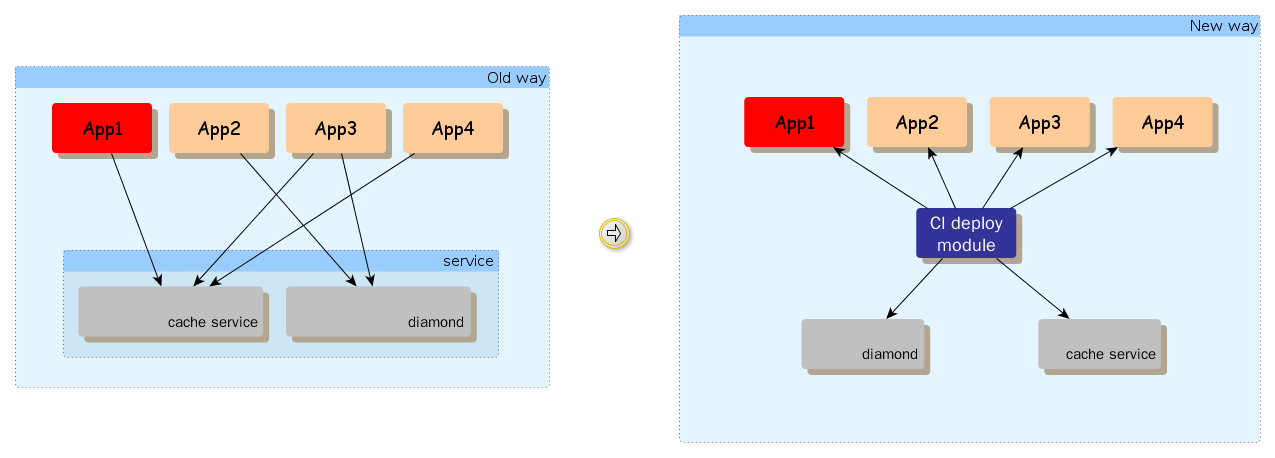 Old way
App1
App2
App3
App4
service
cache service
diamond
New way
App1
App2
App3
App4
CI deploy
module
diamond
cache service